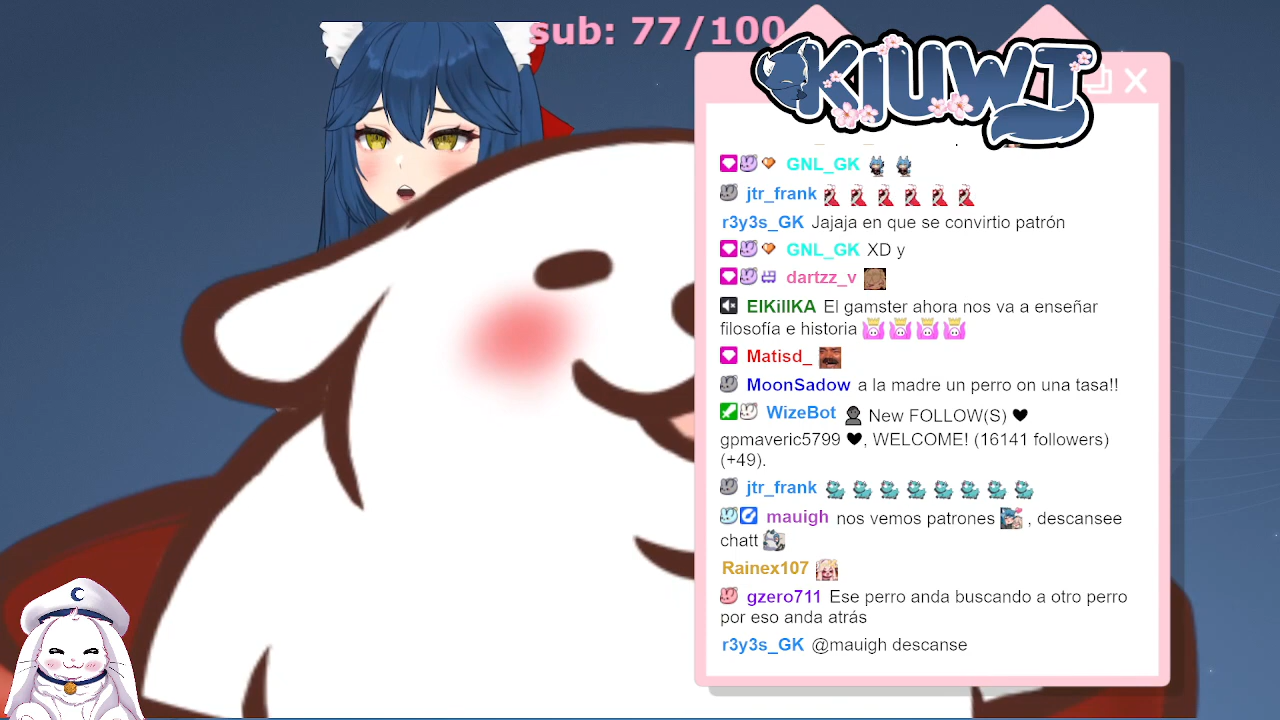 sub: 77/100
KIUWI
GNL_GK
jtr_frank
r3y3s_GK Jajaja en que se convirtio patrón
GNL_GK XD y
dartzz_v
ElKillKA El gamster ahora nos va a enseñar
filosofía e historia
Matisd_
MoonSadow a la madre un perro on una tasa!!
WizeBot New FOLLOW(S) ♥
gpmaveric5799 ♥, WELCOME! (16141 followers)
(+49).
jtr_frank
mauigh nos vemos patrones , descansee
chatt
Rainex107
gzero711 Ese perro anda buscando a otro perro
por eso anda atrás
r3y3s_GK @mauigh descanse